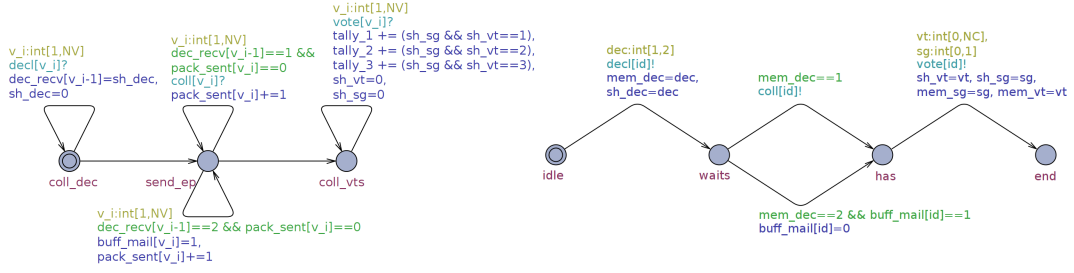 v_i:int[1,NV]
decl[v_i]?
dec_recv[v_i-1]=sh_dec,
sh_dec=0
coll_dec
v_i:int[1,NV]
dec_recv[v_i-1]==1 &&
pack_sent[v_i]==0
coll[v_i]?
pack_sent[v_i]+=1
send_ep
v_i:int[1,NV]
dec_recv[v_i-1]==2 && pack_sent[v_i]==0
buff_mail[v_i]=1,
pack_sent[v_i]+=1
v_i:int[1,NV]
vote[v_i]?
tally_1 += (sh_sg && sh_vt==1),
tally_2 += (sh_sg && sh_vt==2),
tally_3 += (sh_sg && sh_vt==3),
sh_vt=0,
sh_sg=0
coll_vts
idle
dec:int[1,2]
decl[id]!
mem_dec=dec,
sh_dec=dec
waits
mem_dec==1
coll[id]!
mem_dec==2 && buff_mail[id]==1
buff_mail[id]=0
has
vt:int[0,NC],
sg:int[0,1]
vote[id]!
sh_vt=vt, sh_sg=sg,
mem_sg=sg, mem_vt=vt
end